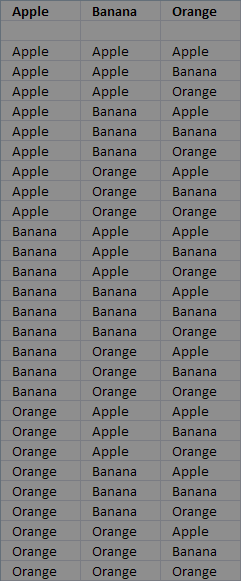 Apple Banana Orange
Apple Apple Apple
Apple Apple Banana
Apple Apple Orange
Apple Banana Apple
Apple Banana Banana
Apple Banana Orange
Apple Orange Apple
Apple Orange Banana
Apple Orange Orange
Banana Apple Apple
Banana Apple Banana
Banana Apple Orange
Banana Banana Apple
Banana Banana Banana
Banana Banana Orange
Banana Orange Apple
Banana Orange Banana
Banana Orange Orange
Orange Apple Apple
Orange Apple Banana
Orange Apple Orange
Orange Banana Apple
Orange Banana Banana
Orange Banana Orange
Orange Orange Apple
Orange Orange Banana
Orange Orange Orange